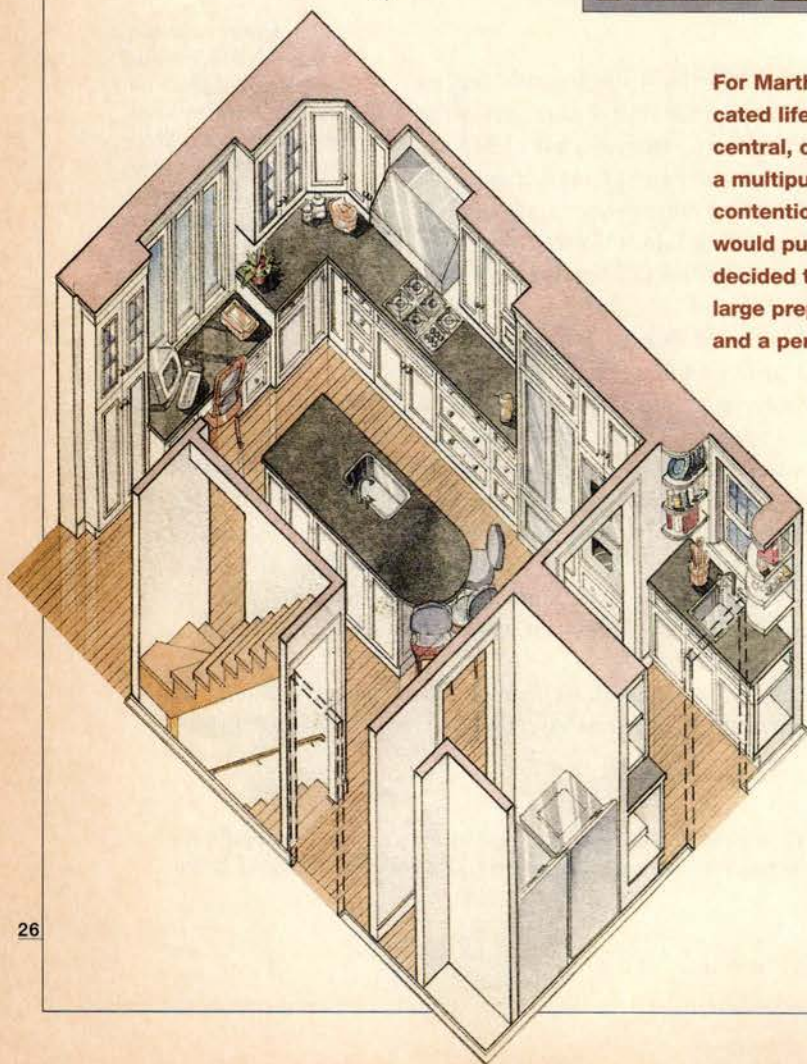 For Marth
cated life
central, c
a multipu
contentio
would pu
decided t
large prep
and a per
26